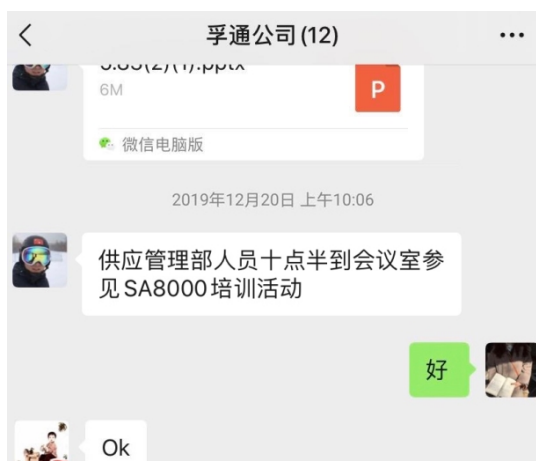 孚通公司(12)
6M
P
微信电脑版
2019年12月20日 上午10:06
供应管理部人员十点半到会议室参
见SA8000培训活动
好
Ok